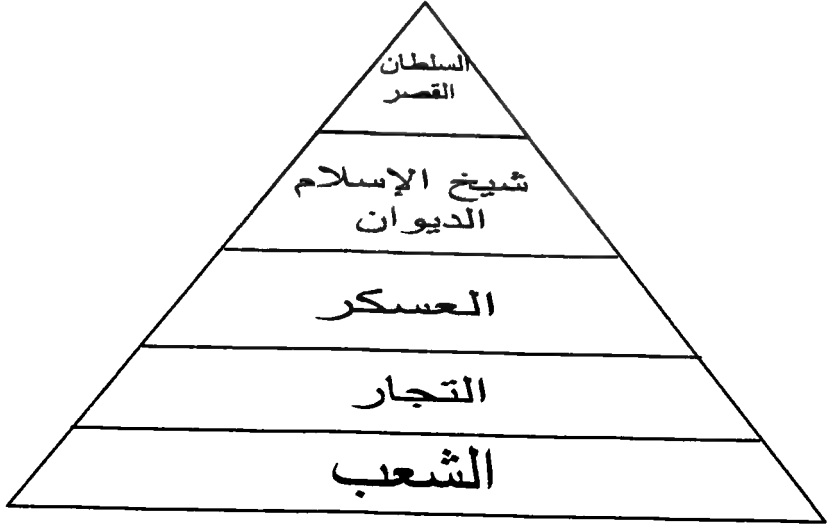 السلطان
القصر
شيخ الإسلام
الديوان
العسكر
التجار
الشعب